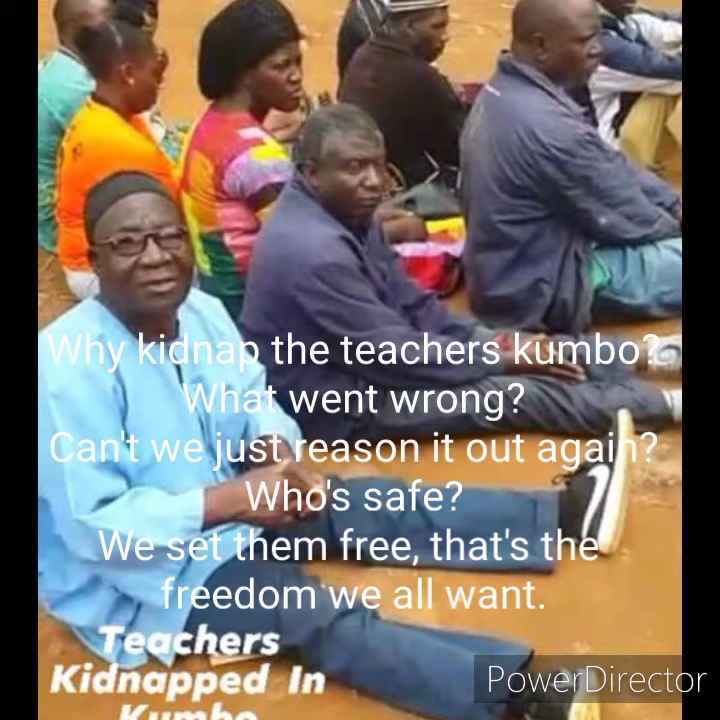 Why kidnap the teachers kumbo?
What went wrong?
Can't we just reason it out again?
Who's safe?
We set them free, that's the
freedom we all want.
Teachers
Kidnapped In
Kumbo
PowerDirector